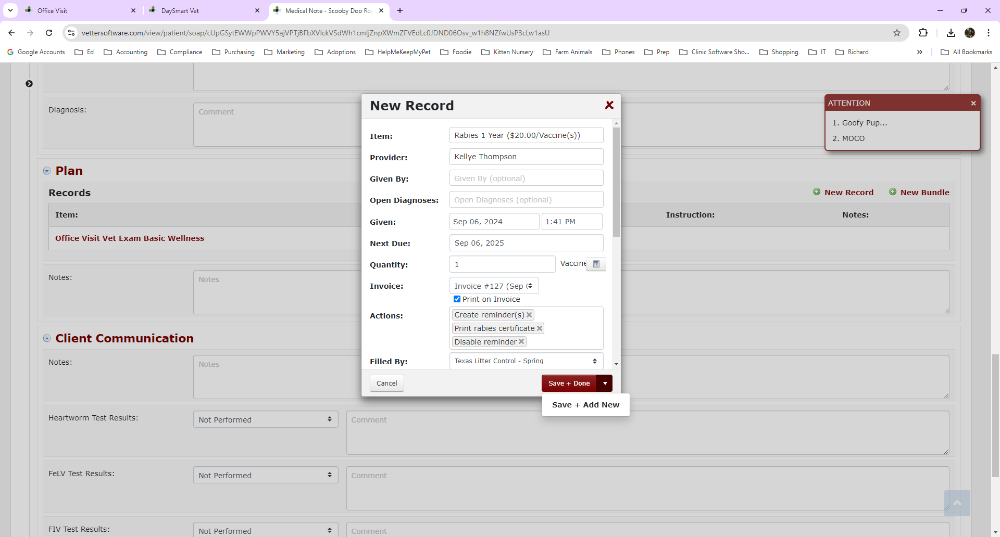 Office Visit
DaySmart Vet
Medical Note - Scooby Doo Ro
vettersoftware.com/view/patient/soap/cUpGSytEWWpPWVY5ajVPTjBFbXVIckVSdWh1cmljZnpXWmZFVEdLc0JDND06Osv_w1h8NZfwUsP3cLw1asU
Google Accounts
Ed
Accounting
Compliance
Purchasing
Marketing
Adoptions
HelpMeKeepMyPet
Foodie
Kitten Nursery
Farm Animals
Phones
Prep
Clinic Software Sho...
Shopping
IT
Richard
All Bookmarks
Diagnosis:
Comment
Plan
Records
New Record
New Bundle
Item:
Instruction:
Notes:
Office Visit Vet Exam Basic Wellness
Notes:
Notes
Client Communication
Notes:
Notes
Heartworm Test Results:
Not Performed
Comment
FeLV Test Results:
Not Performed
Comment
FIV Test Results:
Not Performed
Comment
New Record
Item:
Rabies 1 Year ($20.00/Vaccine(s))
Provider:
Kellye Thompson
Given By:
Given By (optional)
Open Diagnoses:
Open Diagnoses (optional)
Given:
Sep 06, 2024
1:41 PM
Next Due:
Sep 06, 2025
Quantity:
1
Vaccine
Invoice:
Invoice #127 (Sep
Print on Invoice
Actions:
Create reminder(s)
Print rabies certificate
Disable reminder
Filled By:
Texas Litter Control - Spring
Cancel
Save + Done
Save + Add New
ATTENTION
1. Goofy Pup...
2. MOCO